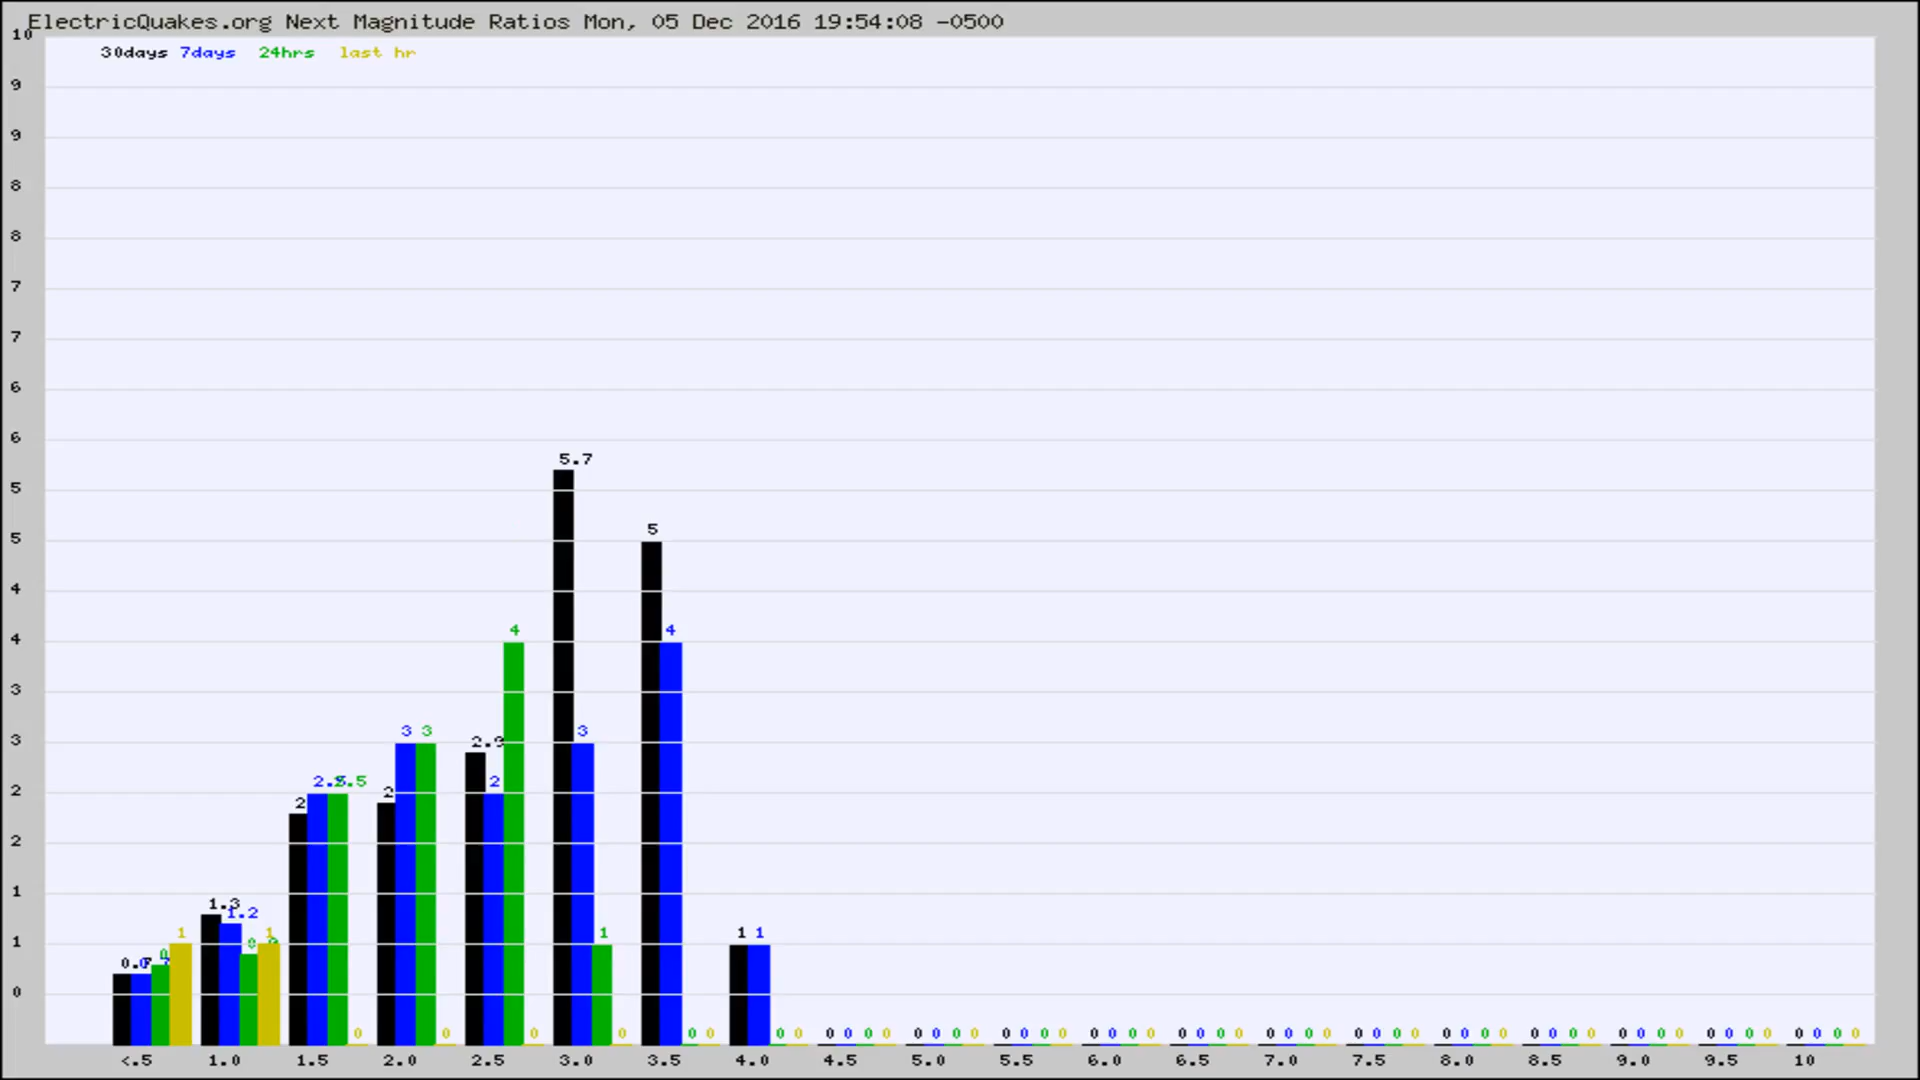 ElectricQuakes.org Next Magnitude Ratios Mon, 05 Dec 2016 19:54:08 -0500
10
30days 7days 24hrs last hr
9
9
8
8
7
7
6
6
5.7
5
5
5
4
4 4 4
3
3 3 3 3
2.9
2 2.5 2 2 2
2
1
1.3 1.2
1 1 1 1 1 1
0
0 0 0 0 0 0 0 0 0 0 0 0 0 0 0 0 0 0 0 0 0 0 0 0 0 0 0 0 0 0 0 0 0 0 0 0 0 0 0 0 0 0 0 0 0 0 0 0 0 0 0 0 0 0 0 0
<.5 1.0 1.5 2.0 2.5 3.0 3.5 4.0 4.5 5.0 5.5 6.0 6.5 7.0 7.5 8.0 8.5 9.0 9.5 10